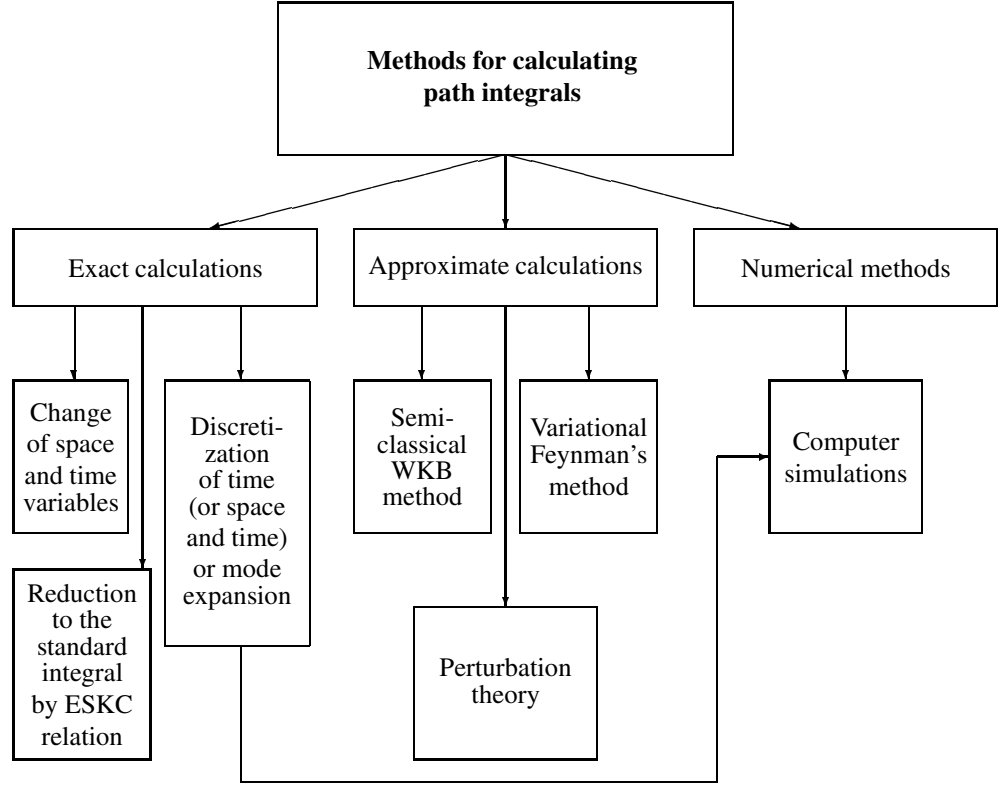 Methods for calculating
path integrals
Exact calculations
Approximate calculations
Numerical methods
Change
of space
and time
variables
Discreti-
zation
of time
(or space
and time)
or mode
expansion
Semi-
classical
WKB
method
Variational
Feynman's
method
Computer
simulations
Reduction
to the
standard
integral
by ESKC
relation
Perturbation
theory